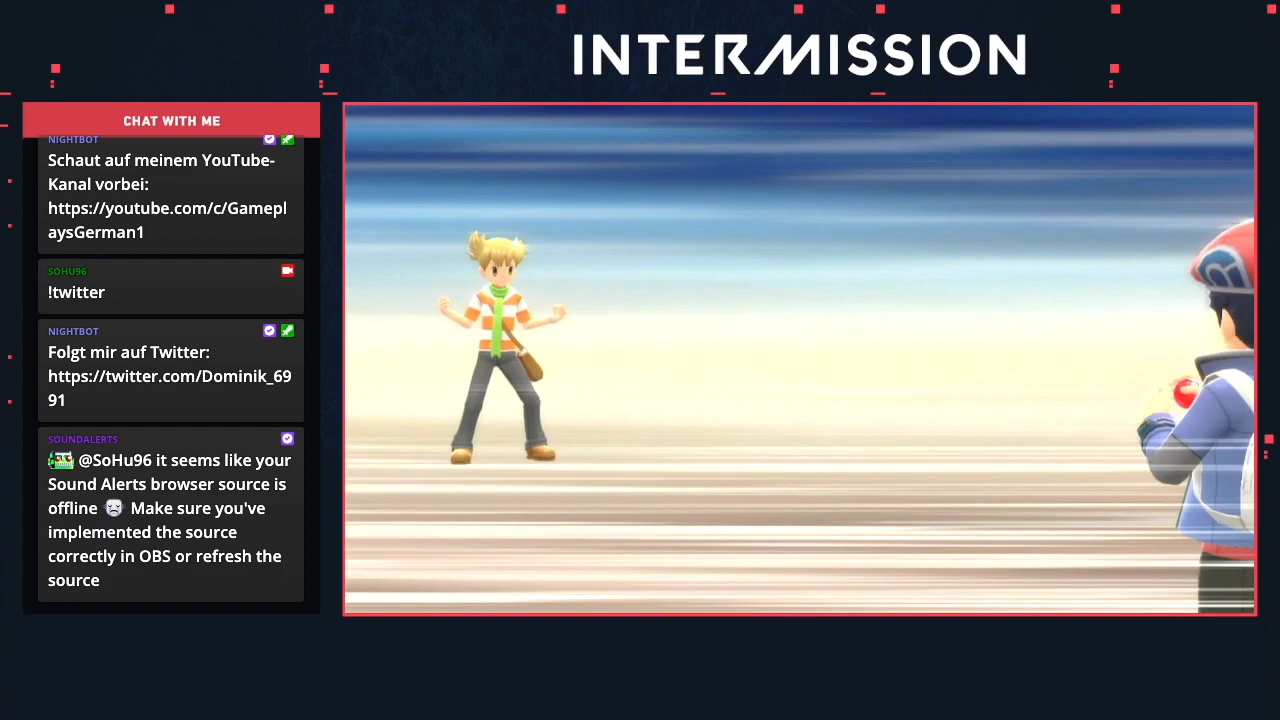 INTERMISSION
CHAT WITH ME
NIGHTBOT
Schaut auf meinem YouTube-
Kanal vorbei:
https://youtube.com/c/Gamepl
aysGerman1
SOHU96
!twitter
NIGHTBOT
Folgt mir auf Twitter:
https://twitter.com/Dominik_69
91
SOUNDALERTS
@SoHu96 it seems like your
Sound Alerts browser source is
offline Make sure you've
implemented the source
correctly in OBS or refresh the
source